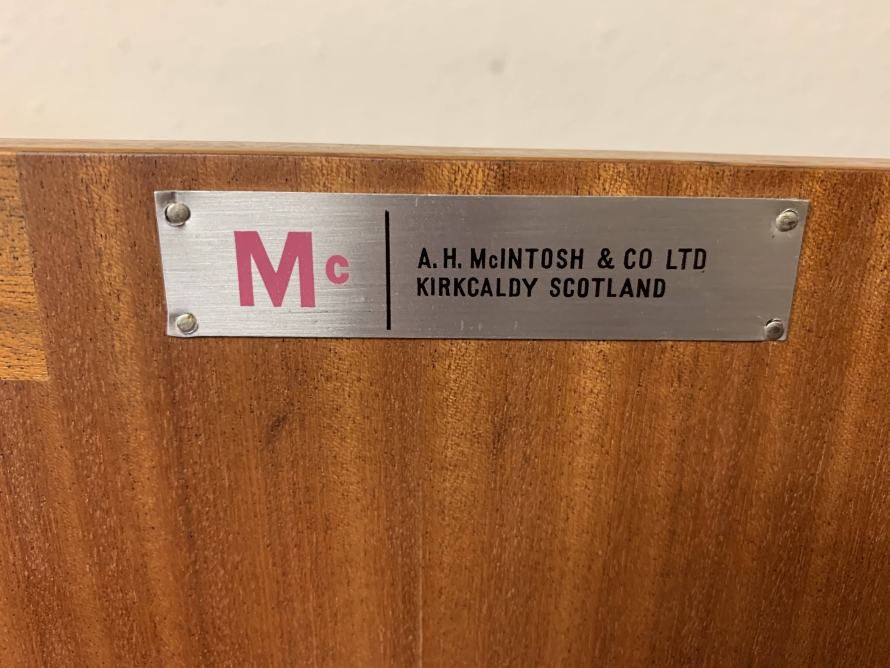 Mc
A.H. McINTOSH & CO LTD
KIRKCALDY SCOTLAND